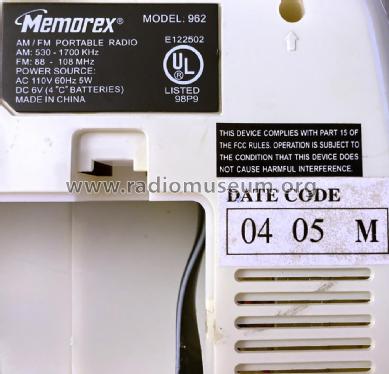 Memorex MODEL: 962
AM / FM PORTABLE RADIO E122502
AM: 530 - 1700 KHz
FM: 88 - 108 MHz
POWER SOURCE:
AC 110V 60Hz 5W
DC 6V (4 "C" BATTERIES)
MADE IN CHINA
UL
LISTED
98P9
THIS DEVICE COMPLIES WITH PART 15 OF
THE FCC RULES. OPERATION IS SUBJECT TO
THE CONDITION THAT THIS DEVICE DOES
NOT CAUSE HARMFUL INTERFERENCE.
www.radiomuseum.org
DATE CODE
04 05 M